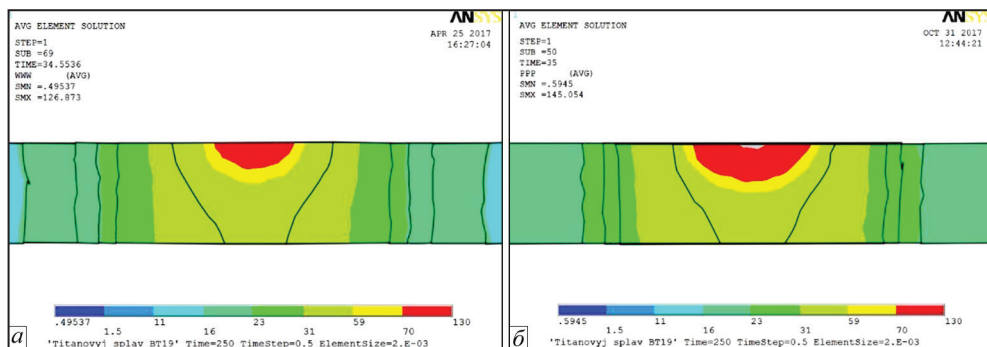 ANSYS
AVG ELEMENT SOLUTION
APR 25 2017
16:27:04
STEP=1
SUB =69
TIME=34.5536
WWW (AVG)
SMN =.49537
SMX =126.873
.49537 11 23 59 130
1.5 16 31 70
'Titanovyj splav BT19' Time=250 TimeStep=0.5 ElementSize=2.E-03
а
1
ANSYS
AVG ELEMENT SOLUTION
OCT 31 2017
12:44:21
STEP=1
SUB =50
TIME=35
PPP (AVG)
SMN =.5945
SMX =145.054
.5945 11 23 59 130
1.5 16 31 70
'Titanovyj splav BT19' Time=250 TimeStep=0.5 ElementSize=2.E-03
б